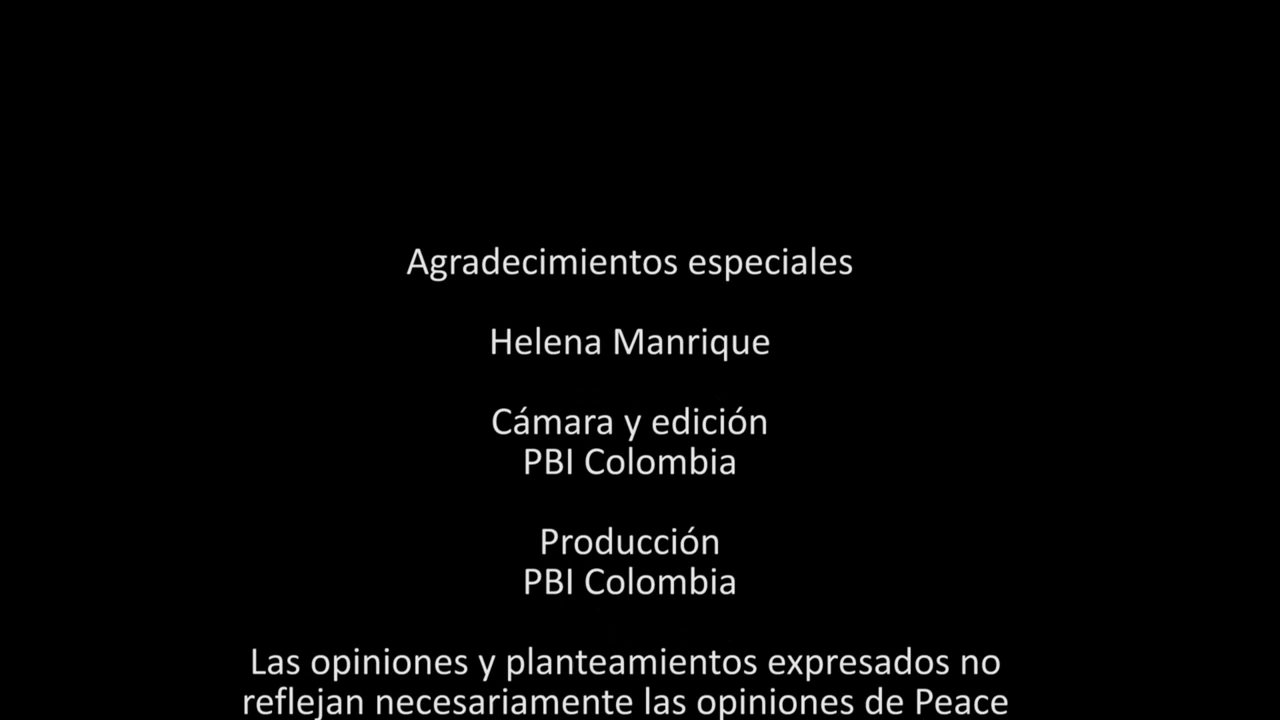 Agradecimientos especiales
Helena Manrique
Cámara y edición
PBI Colombia
Producción
PBI Colombia
Las opiniones y planteamientos expresados no
reflejan necesariamente las opiniones de Peace